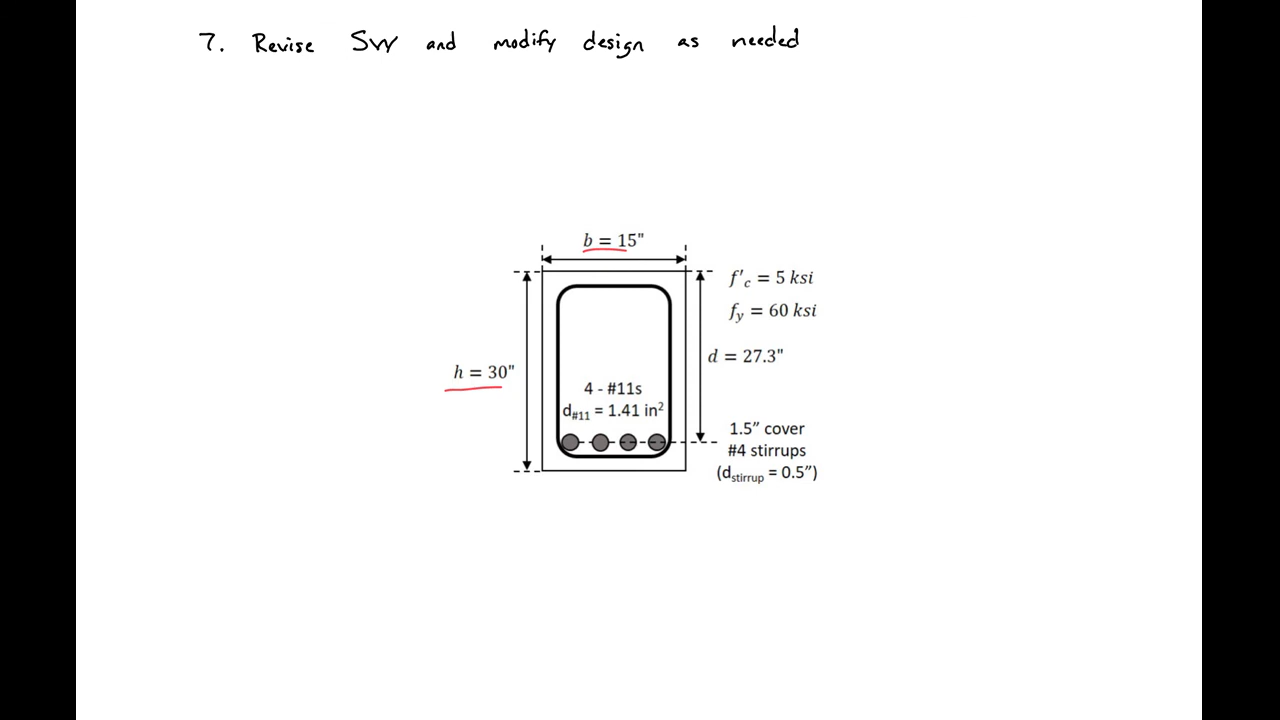 7. Revise SW and modify design as needed
b = 15"
f'c = 5 ksi
fy = 60 ksi
d = 27.3"
h = 30"
4 - #11s
d#11 = 1.41 in²
1.5” cover
#4 stirrups
(dstirrup = 0.5”)